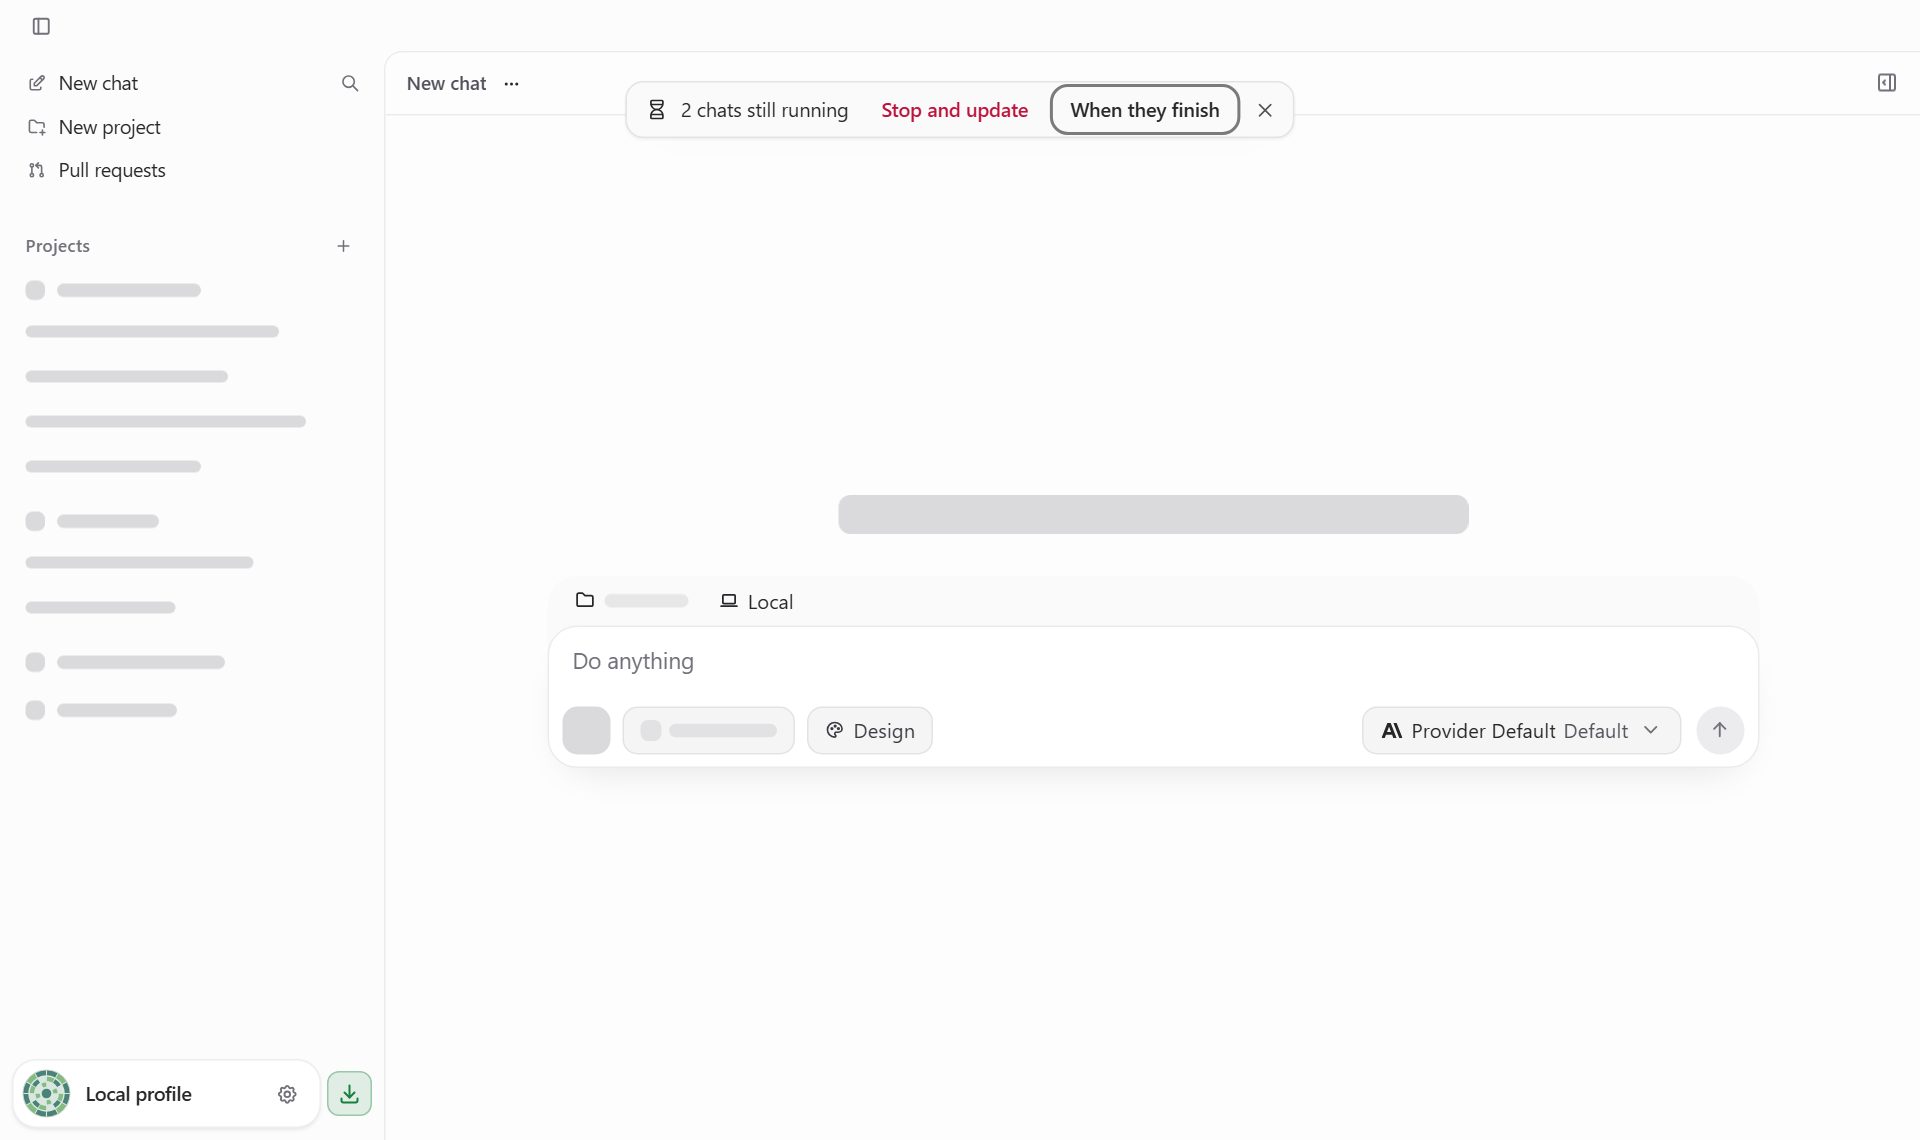 New chat
New project
Pull requests
Projects
Local profile
New chat
2 chats still running Stop and update When they finish
Local
Do anything
Design
Provider Default Default